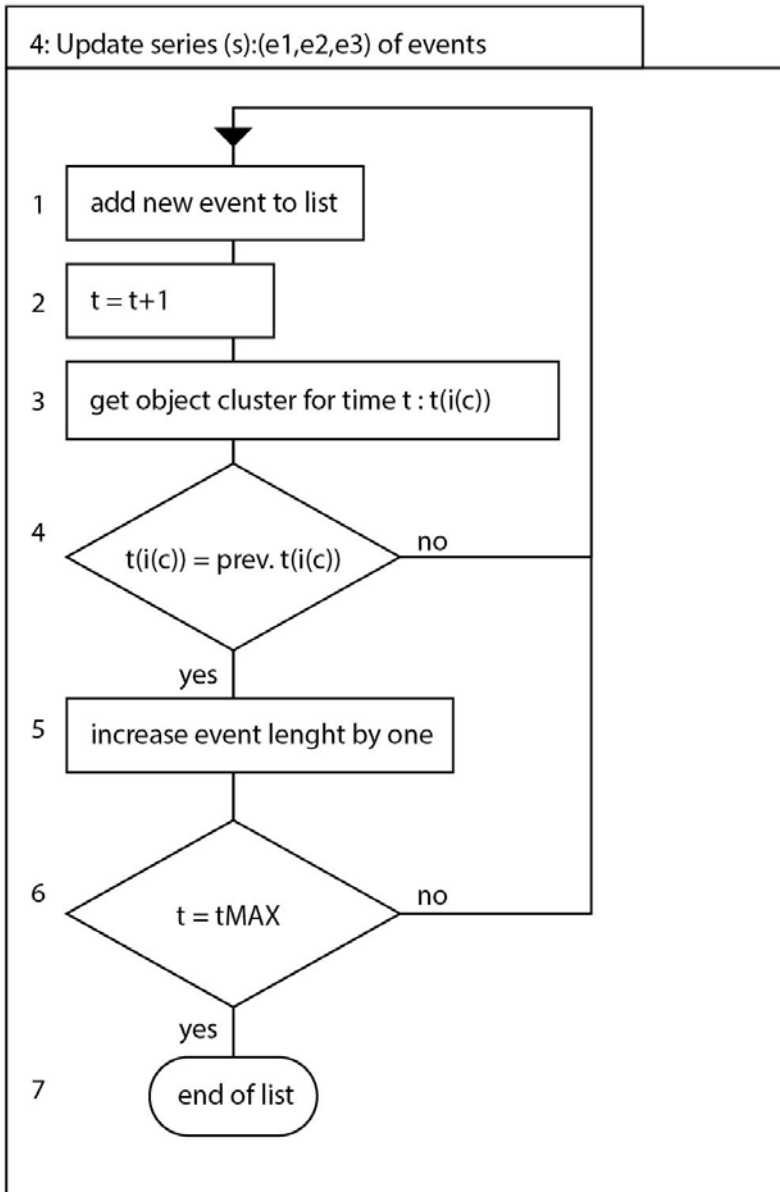 4: Update series (s):(e1,e2,e3) of events
1
add new event to list
2
t = t+1
3
get object cluster for time t : t(i(c))
4
t(i(c)) = prev. t(i(c))
no
yes
5
increase event lenght by one
6
t = tMAX
no
yes
7
end of list